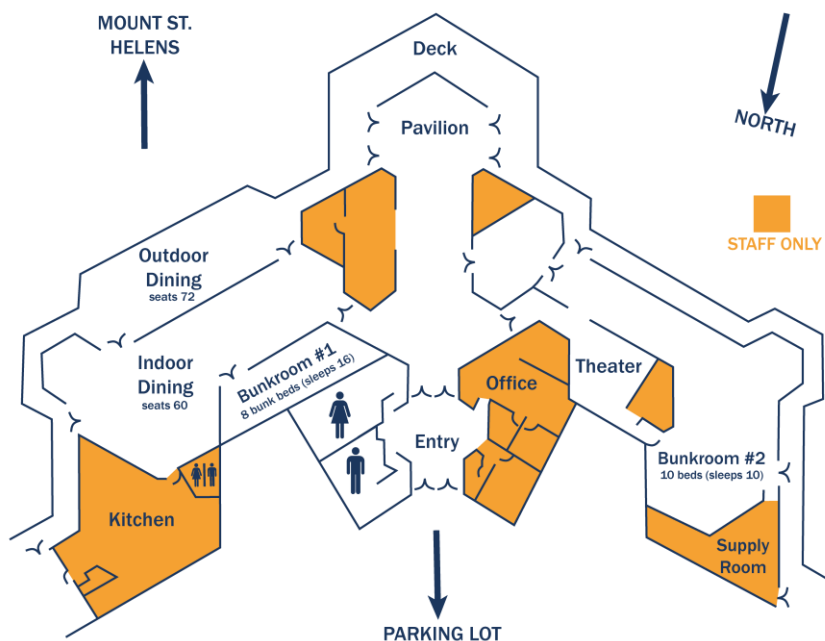 MOUNT ST.
HELENS
Deck
NORTH
Pavilion
STAFF ONLY
Outdoor
Dining
seats 72
Indoor
Dining
seats 60
Bunkroom #1
8 bunk beds (sleeps 16)
Office
Theater
Entry
Bunkroom #2
10 beds (sleeps 10)
Kitchen
Supply
Room
PARKING LOT